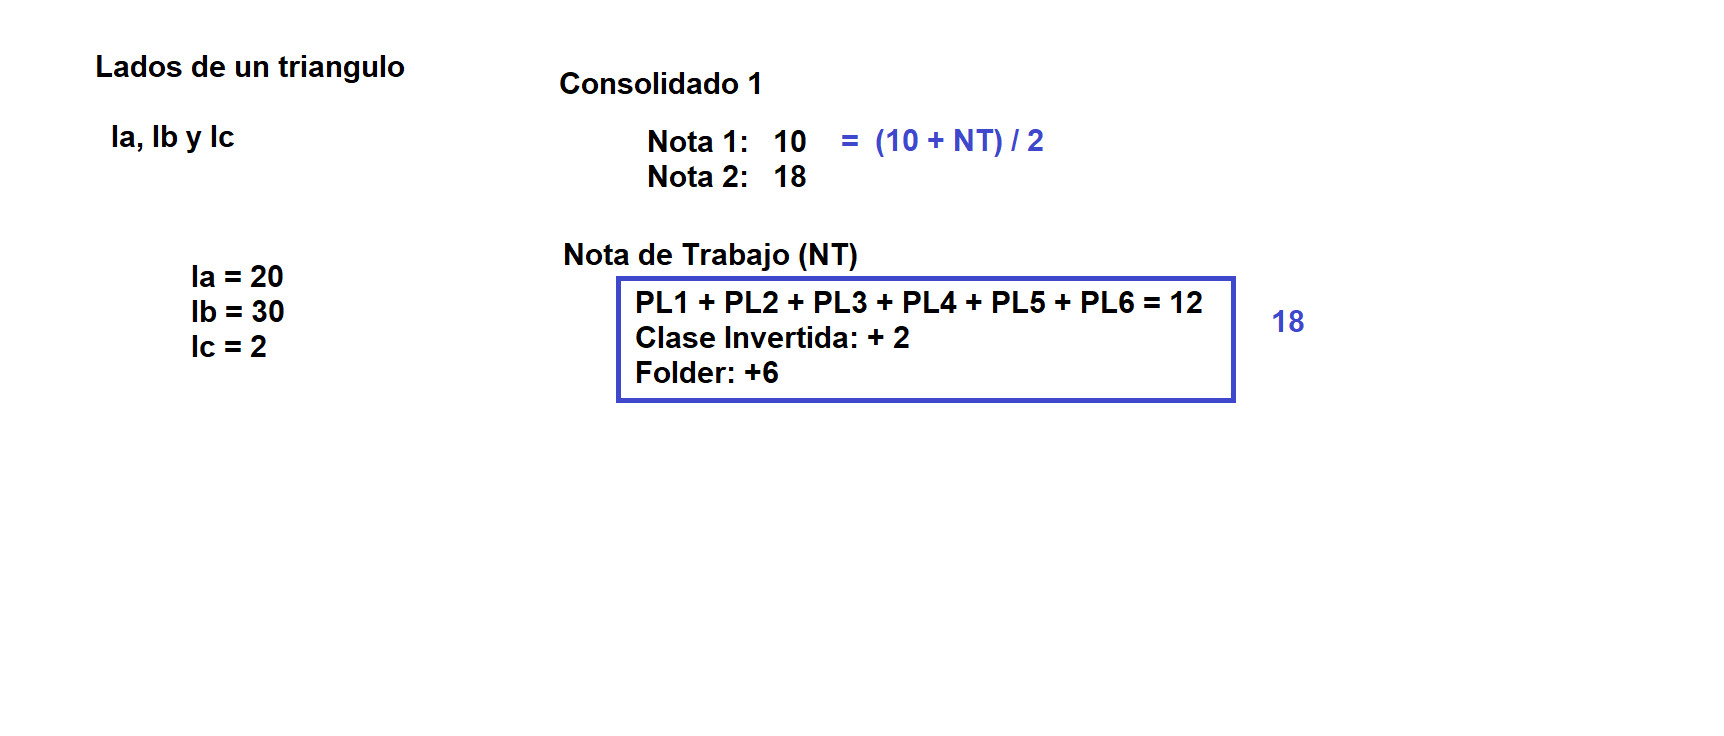 Lados de un triangulo
la, lb y lc
la = 20
lb = 30
lc = 2
Consolidado 1
Nota 1: 10 = (10 + NT) / 2
Nota 2: 18
Nota de Trabajo (NT)
PL1 + PL2 + PL3 + PL4 + PL5 + PL6 = 12
Clase Invertida: + 2
Folder: +6
18